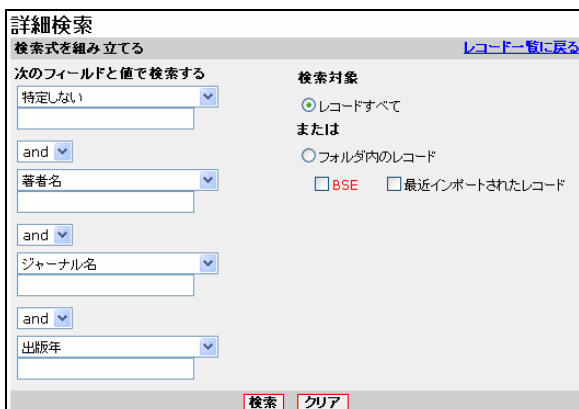 詳細検索
検索式を組み立てる
レコード一覧に戻る
次のフィールドと値で検索する
特定しない
and
著者名
and
ジャーナル名
and
出版年
検索対象
レコードすべて
または
フォルダ内のレコード
BSE 最近インポートされたレコード
検索 クリア